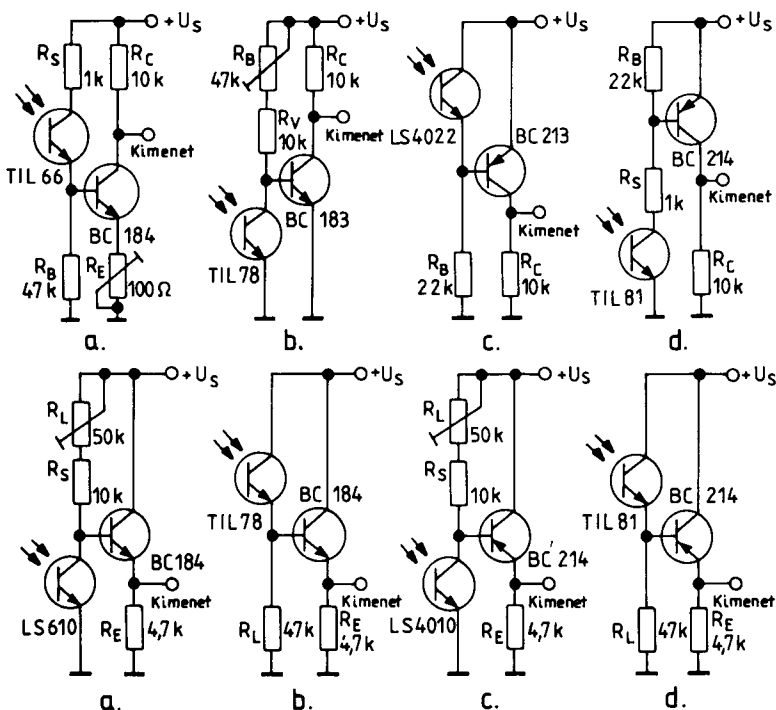 +U_S
R_S
1k
R_C
10k
TIL 66
Kimenet
BC 184
R_B
47k
R_E
100Ω
a.
+U_S
R_B
47k
R_C
10k
R_V
10k
Kimenet
BC 183
TIL78
b.
+U_S
LS4022
BC 213
Kimenet
R_B
22k
R_C
10k
c.
+U_S
R_B
22k
BC 214
R_S
1k
Kimenet
TIL81
R_C
10k
d.
+U_S
R_L
50k
R_S
10k
BC184
Kimenet
LS610
R_E
4,7k
a.
+U_S
BC 184
TIL78
Kimenet
R_L
47k
R_E
4,7k
b.
+U_S
R_L
50k
R_S
10k
BC'214
Kimenet
LS4010
R_E
4,7k
c.
+U_S
BC 214
TIL81
Kimenet
R_L
47k
R_E
4,7k
d.